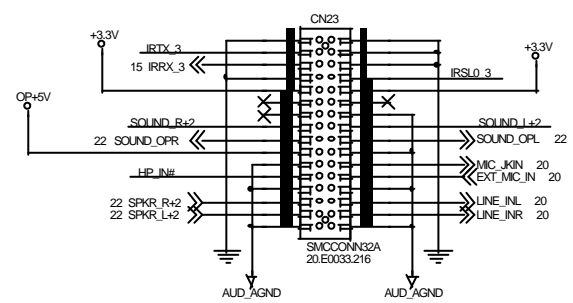 CN23
+3.3V
IRTX_3
15 IRRX_3
+3.3V
IRSL0_3
OP+5V
SOUND_R+2
SOUND_L+2
22 SOUND_OPR
SOUND_OPL 22
HP_IN#
MIC_JKIN 20
EXT_MIC_IN 20
22 SPKR_R+2
LINE_INL 20
22 SPKR_L+2
LINE_INR 20
SMCCONN32A
20.E0033.216
AUD_AGND
AUD_AGND